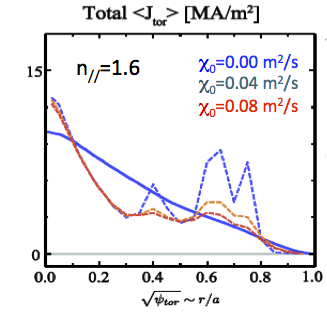 Total <J_tor> [MA/m²]
15
n//=1.6
χ₀=0.00 m²/s
χ₀=0.04 m²/s
χ₀=0.08 m²/s
0
0.0 0.2 0.4 0.6 0.8 1.0
√ψ_tor ~ r/a